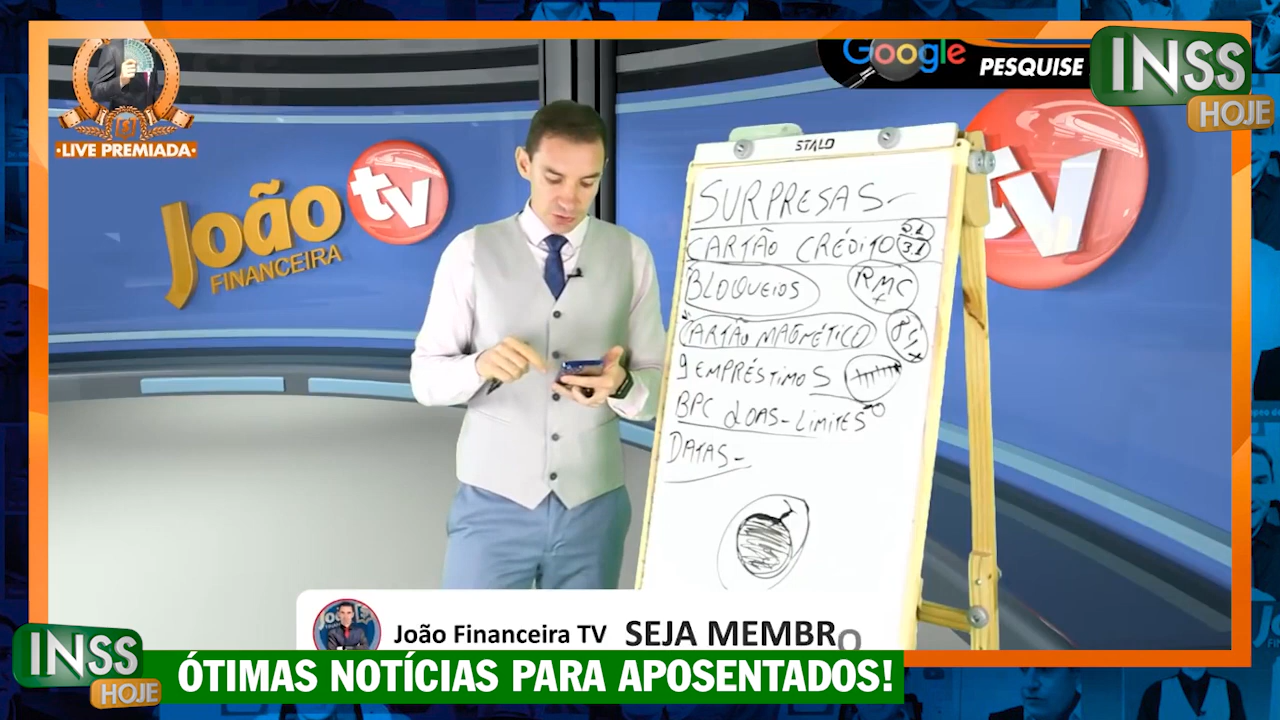 •LIVE PREMIADA•
Google
PESQUISE
INSS
HOJE
João
FINANCEIRA
tv
tv
STALO
SURPRESAS-
CARTÃO CRÉDITO
BLOQUEIOS RMC
CARTÃO MAGNÉTICO
9 EMPRÉSTIMOS
BPC LOAS-LIMITES
DATAS-
João Financeira TV SEJA MEMBRO
INSS
HOJE
ÓTIMAS NOTÍCIAS PARA APOSENTADOS!